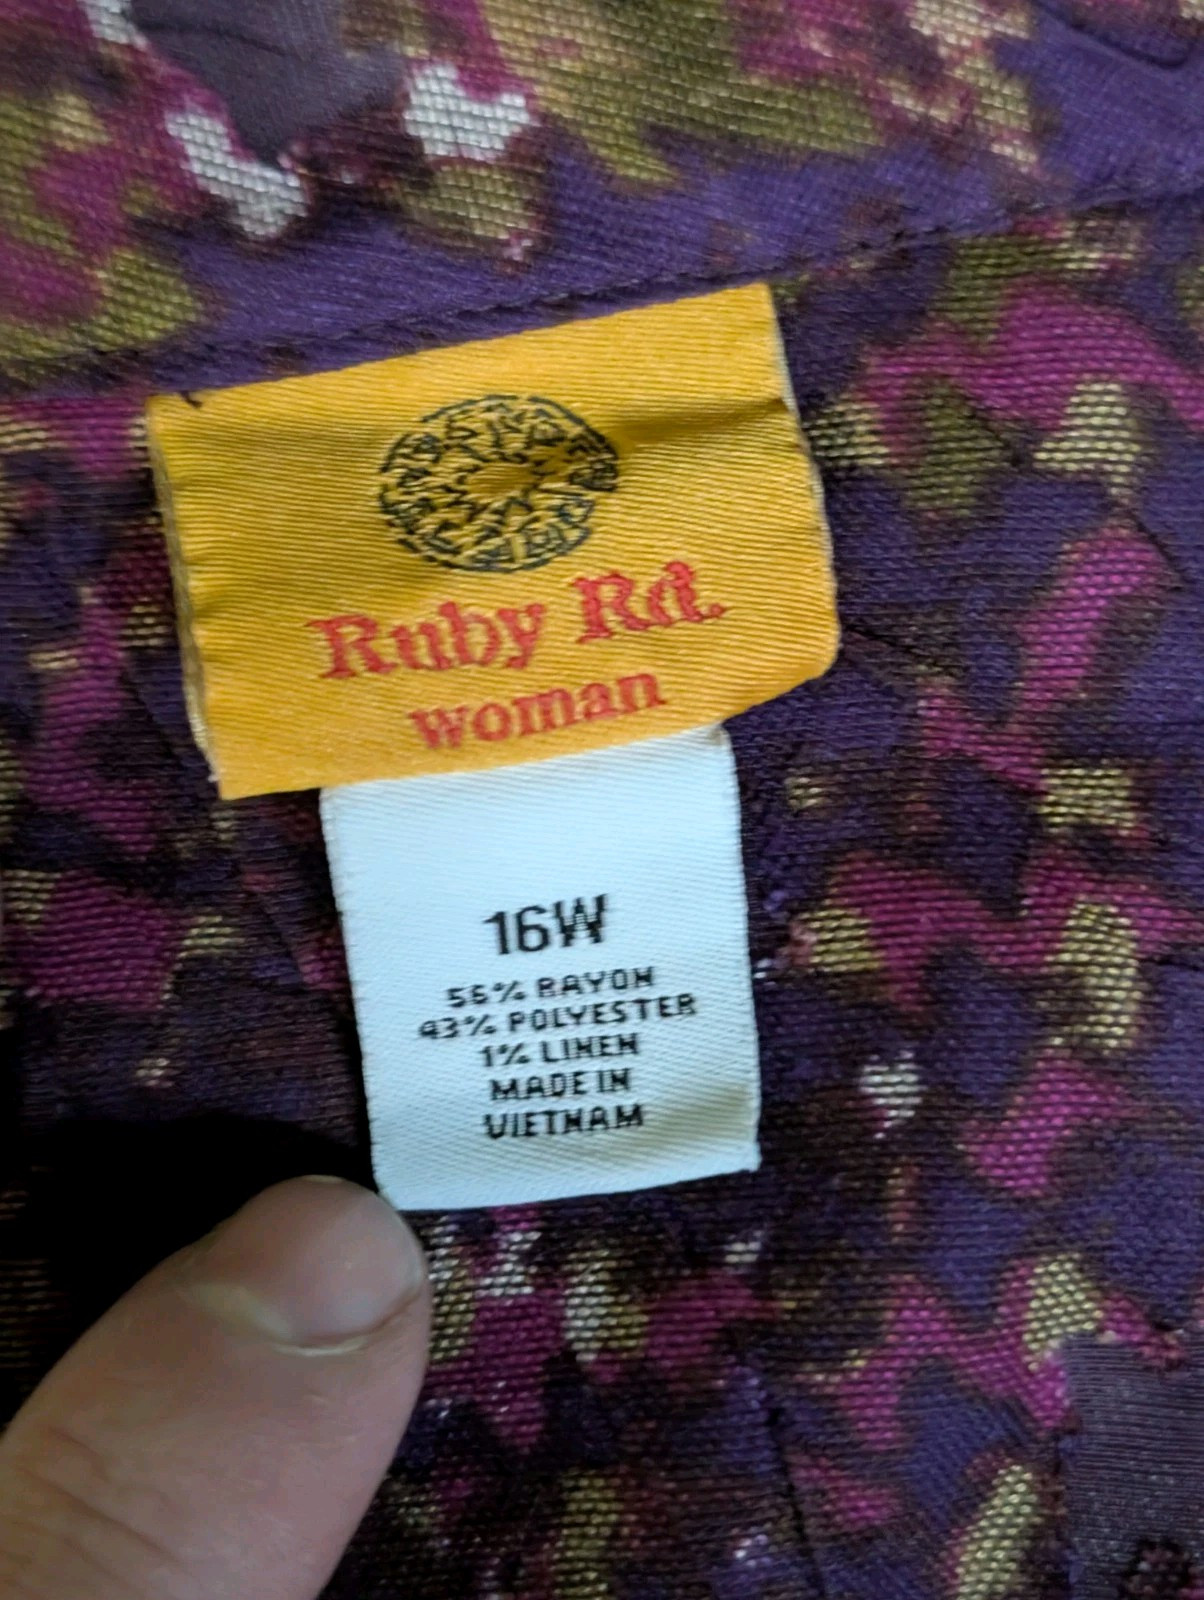 Ruby Rd.
woman
16W
56% RAYON
43% POLYESTER
1% LINEN
MADE IN
VIETNAM